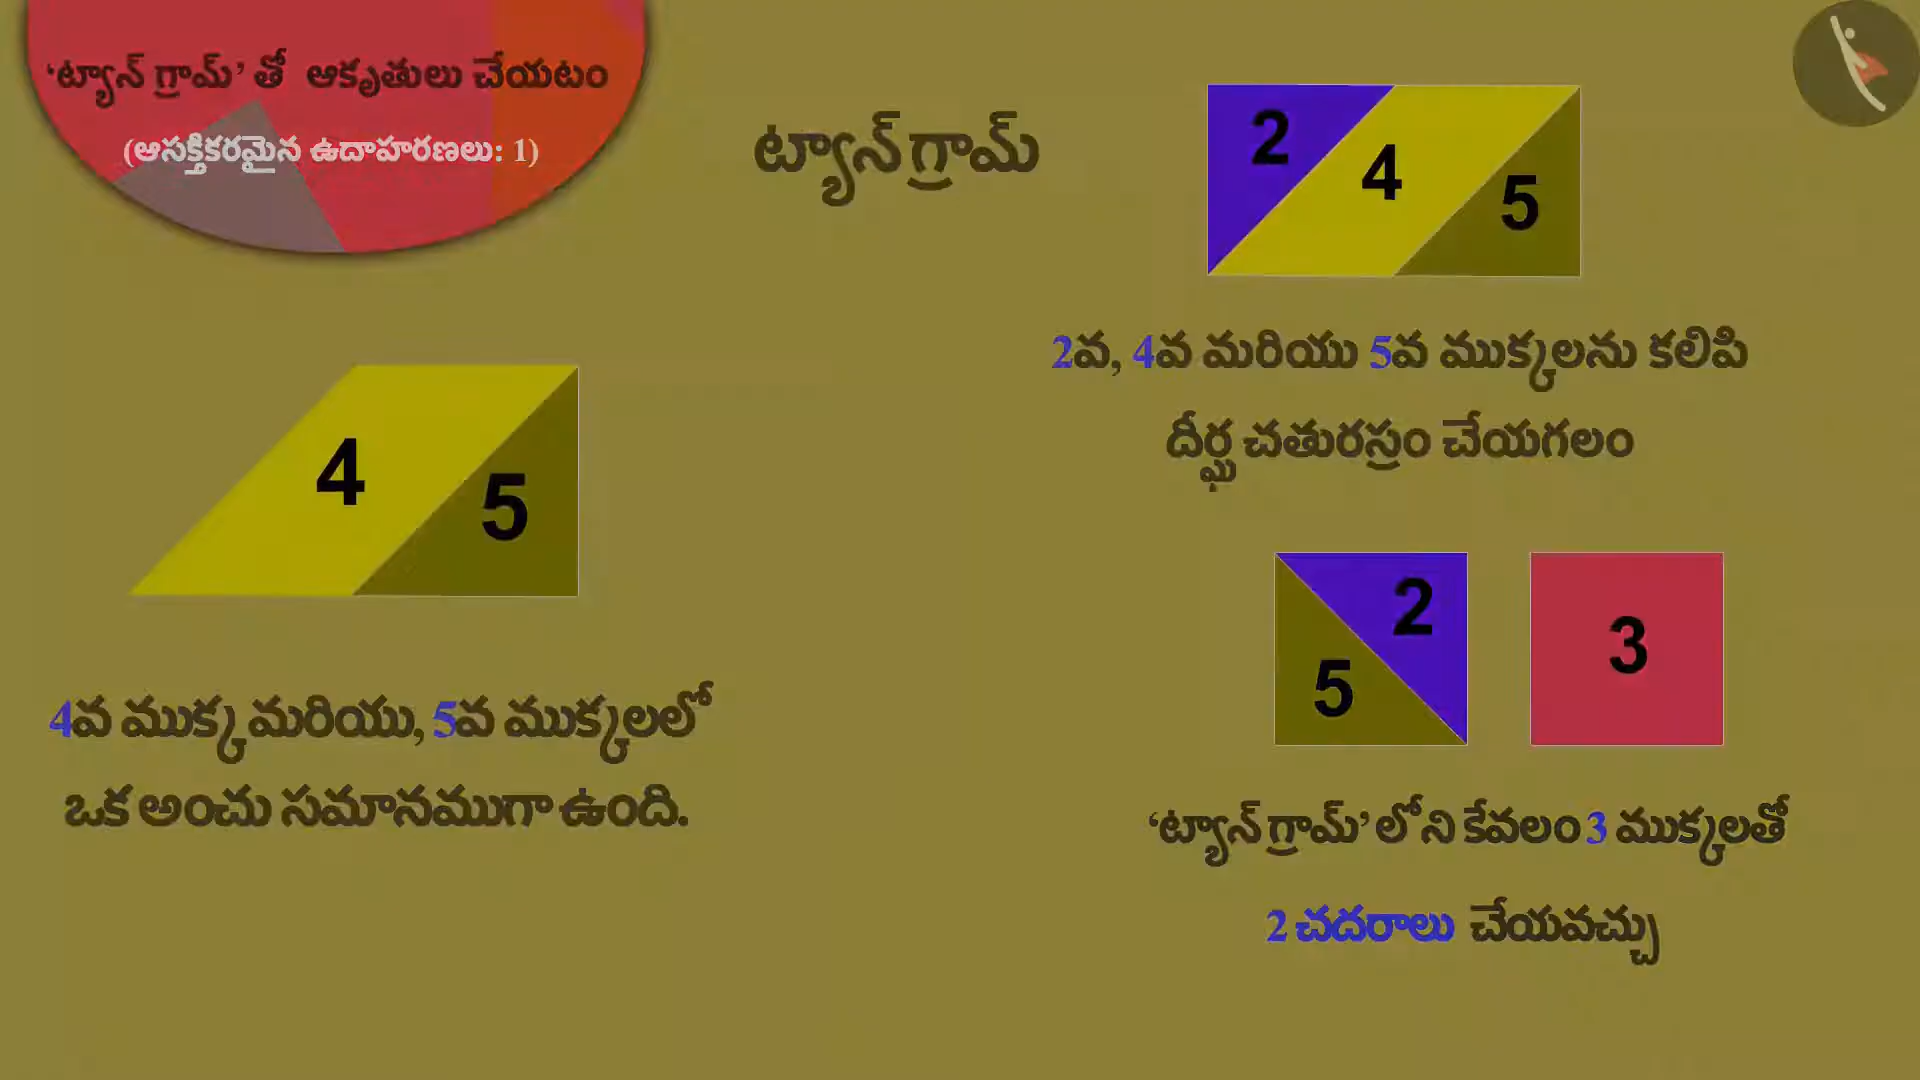 ‘ట్యాన్ గ్రామ్’ తో ఆకృతులు చేయటం
(ఆసక్తికరమైన ఉదాహరణలు: 1)
ట్యాన్ గ్రామ్
2
4
5
2వ, 4వ మరియు 5వ ముక్కలను కలిపి
దీర్ఘ చతురస్రం చేయగలం
4
5
4వ ముక్క మరియు, 5వ ముక్కలలో
ఒక అంచు సమానముగా ఉంది.
2
5
3
‘ట్యాన్ గ్రామ్’ లోని కేవలం 3 ముక్కలతో
2 చదరాలు చేయవచ్చు